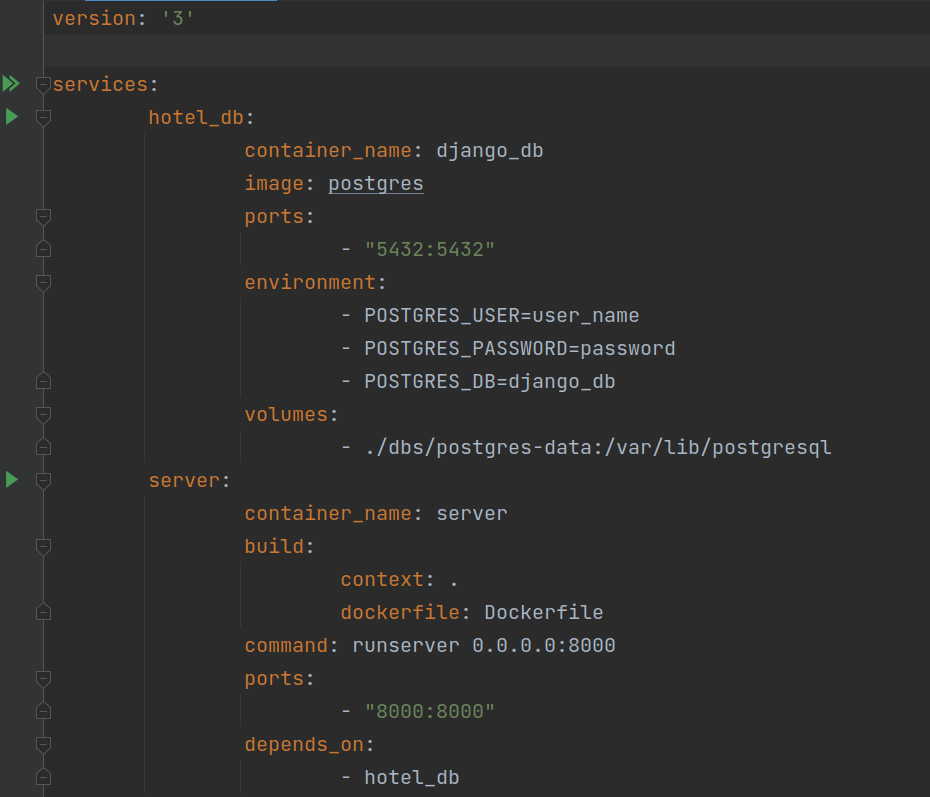 version: '3'
services:
hotel_db:
container_name: django_db
image: postgres
ports:
- "5432:5432"
environment:
- POSTGRES_USER=user_name
- POSTGRES_PASSWORD=password
- POSTGRES_DB=django_db
volumes:
- ./dbs/postgres-data:/var/lib/postgresql
server:
container_name: server
build:
context: .
dockerfile: Dockerfile
command: runserver 0.0.0.0:8000
ports:
- "8000:8000"
depends_on:
- hotel_db